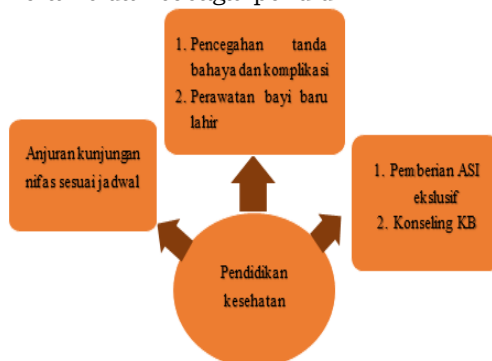 1. Pencegahan tanda
bahaya dan komplikasi
2. Perawatan bayi baru
lahir
Anjuran kunjungan
nifas sesuai jadwal
1. Pemberian ASI
ekslusif
2. Konseling KB
Pendidikan
kesehatan